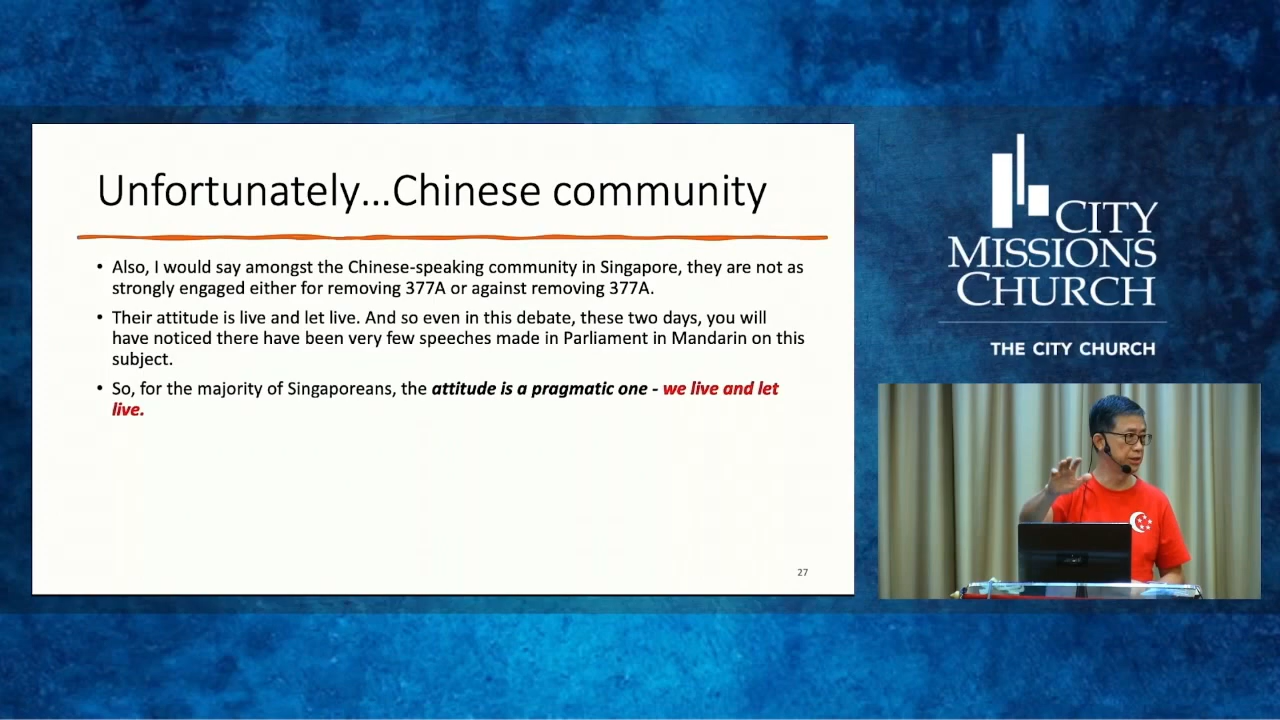 Unfortunately...Chinese community
• Also, I would say amongst the Chinese-speaking community in Singapore, they are not as
strongly engaged either for removing 377A or against removing 377A.
• Their attitude is live and let live. And so even in this debate, these two days, you will
have noticed there have been very few speeches made in Parliament in Mandarin on this
subject.
• So, for the majority of Singaporeans, the attitude is a pragmatic one - we live and let
live.
27
CITY
MISSIONS
CHURCH
THE CITY CHURCH